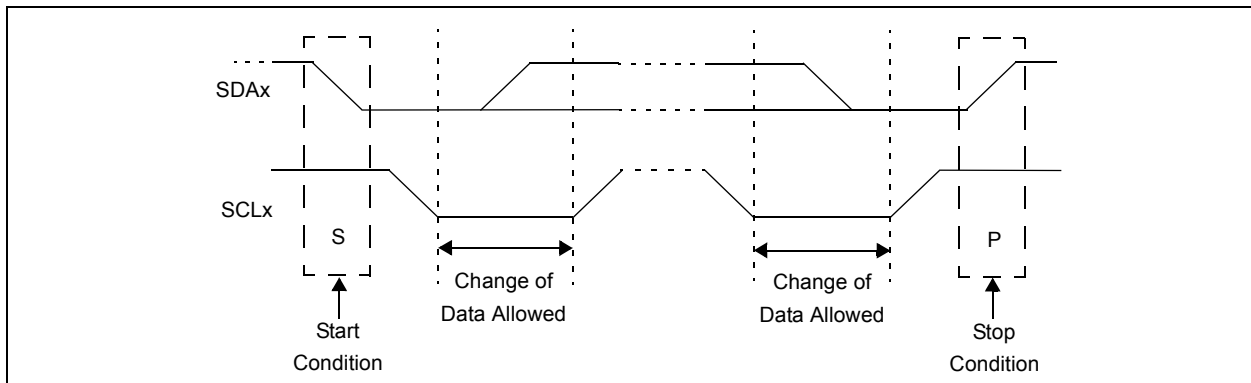 SDAx
SCLx
S
P
Change of
Data Allowed
Change of
Data Allowed
Start
Condition
Stop
Condition